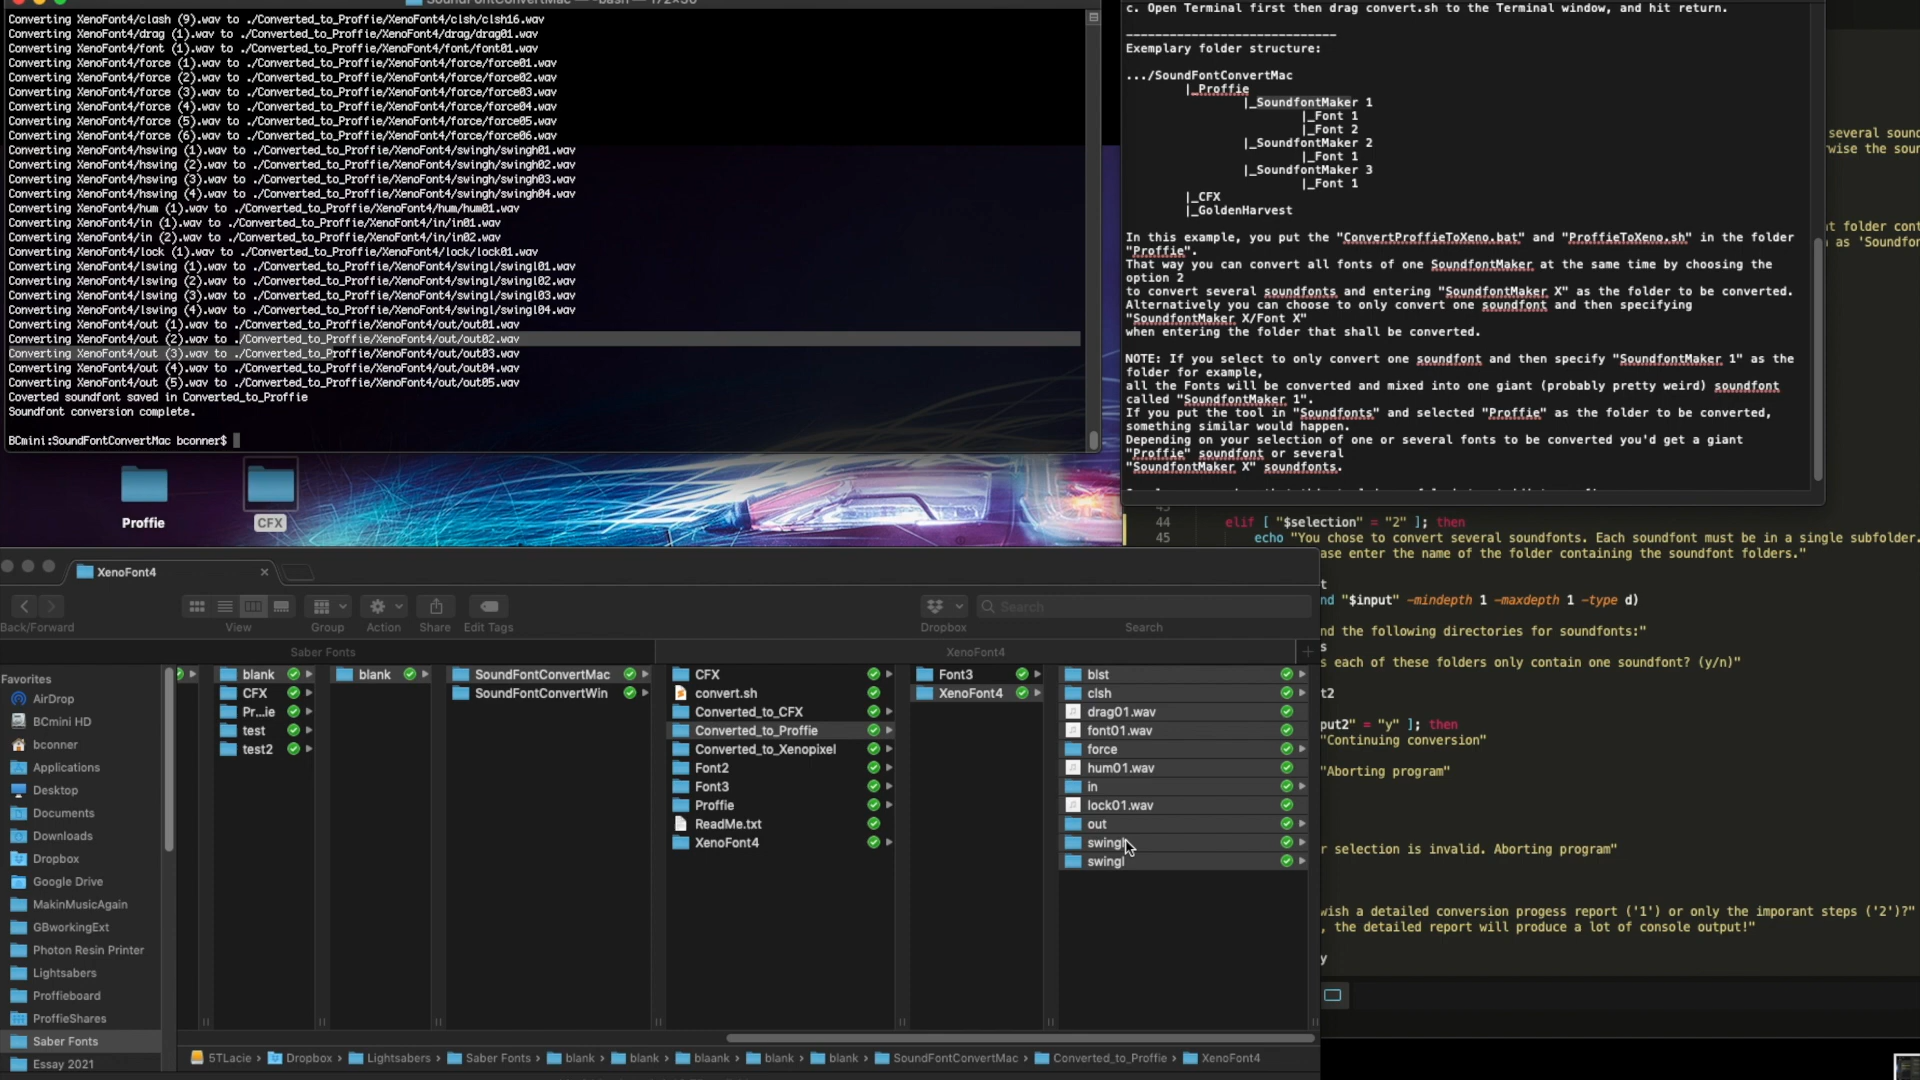 SoundFontConvertMac — -bash — 172×36
Converting XenoFont4/clash (9).wav to ./Converted_to_Proffie/XenoFont4/clsh/clsh16.wav
Converting XenoFont4/drag (1).wav to ./Converted_to_Proffie/XenoFont4/drag/drag01.wav
Converting XenoFont4/font (1).wav to ./Converted_to_Proffie/XenoFont4/font/font01.wav
Converting XenoFont4/force (1).wav to ./Converted_to_Proffie/XenoFont4/force/force01.wav
Converting XenoFont4/force (2).wav to ./Converted_to_Proffie/XenoFont4/force/force02.wav
Converting XenoFont4/force (3).wav to ./Converted_to_Proffie/XenoFont4/force/force03.wav
Converting XenoFont4/force (4).wav to ./Converted_to_Proffie/XenoFont4/force/force04.wav
Converting XenoFont4/force (5).wav to ./Converted_to_Proffie/XenoFont4/force/force05.wav
Converting XenoFont4/force (6).wav to ./Converted_to_Proffie/XenoFont4/force/force06.wav
Converting XenoFont4/hswing (1).wav to ./Converted_to_Proffie/XenoFont4/swingh/swingh01.wav
Converting XenoFont4/hswing (2).wav to ./Converted_to_Proffie/XenoFont4/swingh/swingh02.wav
Converting XenoFont4/hswing (3).wav to ./Converted_to_Proffie/XenoFont4/swingh/swingh03.wav
Converting XenoFont4/hswing (4).wav to ./Converted_to_Proffie/XenoFont4/swingh/swingh04.wav
Converting XenoFont4/hum (1).wav to ./Converted_to_Proffie/XenoFont4/hum/hum01.wav
Converting XenoFont4/in (1).wav to ./Converted_to_Proffie/XenoFont4/in/in01.wav
Converting XenoFont4/in (2).wav to ./Converted_to_Proffie/XenoFont4/in/in02.wav
Converting XenoFont4/lock (1).wav to ./Converted_to_Proffie/XenoFont4/lock/lock01.wav
Converting XenoFont4/lswing (1).wav to ./Converted_to_Proffie/XenoFont4/swingl/swingl01.wav
Converting XenoFont4/lswing (2).wav to ./Converted_to_Proffie/XenoFont4/swingl/swingl02.wav
Converting XenoFont4/lswing (3).wav to ./Converted_to_Proffie/XenoFont4/swingl/swingl03.wav
Converting XenoFont4/lswing (4).wav to ./Converted_to_Proffie/XenoFont4/swingl/swingl04.wav
Converting XenoFont4/out (1).wav to ./Converted_to_Proffie/XenoFont4/out/out01.wav
Converting XenoFont4/out (2).wav to ./Converted_to_Proffie/XenoFont4/out/out02.wav
Converting XenoFont4/out (3).wav to ./Converted_to_Proffie/XenoFont4/out/out03.wav
Converting XenoFont4/out (4).wav to ./Converted_to_Proffie/XenoFont4/out/out04.wav
Converting XenoFont4/out (5).wav to ./Converted_to_Proffie/XenoFont4/out/out05.wav
Coverted soundfont saved in Converted_to_Proffie
Soundfont conversion complete.
BCmini:SoundFontConvertMac bconner$
c. Open Terminal first then drag convert.sh to the Terminal window, and hit return.
------------------------------
Exemplary folder structure:
.../SoundFontConvertMac
|_Proffie
|_SoundfontMaker 1
|_Font 1
|_Font 2
|_SoundfontMaker 2
|_Font 1
|_SoundfontMaker 3
|_Font 1
|_CFX
|_GoldenHarvest
In this example, you put the "ConvertProffieToXeno.bat" and "ProffieToXeno.sh" in the folder
"Proffie".
That way you can convert all fonts of one SoundfontMaker at the same time by choosing the
option 2
to convert several soundfonts and entering "SoundfontMaker X" as the folder to be converted.
Alternatively you can choose to only convert one soundfont and then specifying
"SoundfontMaker X/Font X"
when entering the folder that shall be converted.
NOTE: If you select to only convert one soundfont and then specify "SoundfontMaker 1" as the
folder for example,
all the Fonts will be converted and mixed into one giant (probably pretty weird) soundfont
called "SoundfontMaker 1".
If you put the tool in "Soundfonts" and selected "Proffie" as the folder to be converted,
something similar would happen.
Depending on your selection of one or several fonts to be converted you'd get a giant
"Proffie" soundfont or several
"SoundfontMaker X" soundfonts.
several soun
wise the soun
t folder cont
as 'Soundfon
44 elif [ "$selection" = "2" ]; then
45 echo "You chose to convert several soundfonts. Each soundfont must be in a single subfolder.
ase enter the name of the folder containing the soundfont folders."
t
nd "$input" -mindepth 1 -maxdepth 1 -type d)
nd the following directories for soundfonts:"
s
s each of these folders only contain one soundfont? (y/n)"
t2
put2" = "y" ]; then
"Continuing conversion"
"Aborting program"
r selection is invalid. Aborting program"
wish a detailed conversion progess report ('1') or only the imporant steps ('2')?"
, the detailed report will produce a lot of console output!"
y
Proffie
CFX
XenoFont4
Back/Forward
View
Group
Action
Share
Edit Tags
Dropbox
Search
Search
Saber Fonts
XenoFont4
Favorites
AirDrop
BCmini HD
bconner
Applications
Desktop
Documents
Downloads
Dropbox
Google Drive
MakinMusicAgain
GBworkingExt
Photon Resin Printer
Lightsabers
Proffieboard
ProffieShares
Saber Fonts
Essay 2021
blank
CFX
Pr...ie
test
test2
blank
SoundFontConvertMac
SoundFontConvertWin
CFX
convert.sh
Converted_to_CFX
Converted_to_Proffie
Converted_to_Xenopixel
Font2
Font3
Proffie
ReadMe.txt
XenoFont4
Font3
XenoFont4
blst
clsh
drag01.wav
font01.wav
force
hum01.wav
in
lock01.wav
out
swing
swingl
5TLacie › Dropbox › Lightsabers › Saber Fonts › blank › blank › blaank › blank › blank › SoundFontConvertMac › Converted_to_Proffie › XenoFont4